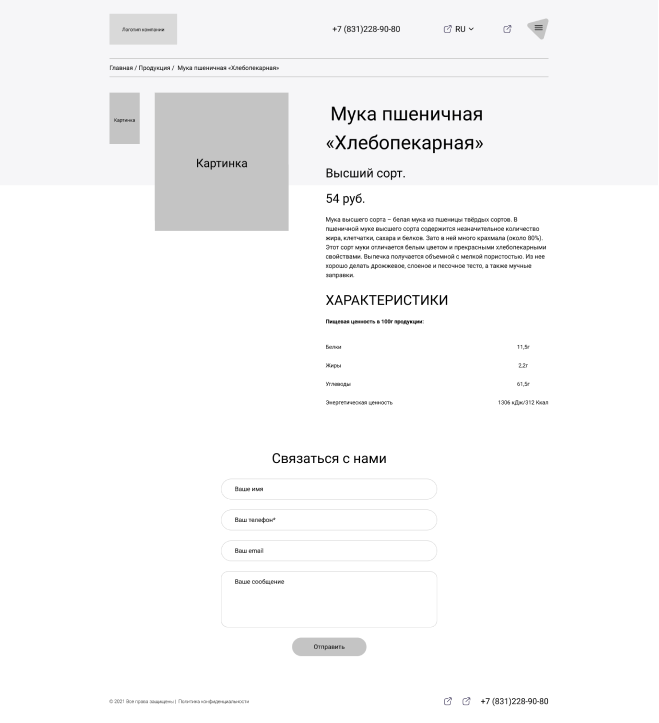 Логотип компании
+7 (831)228-90-80
RU
Главная / Продукция / Мука пшеничная «Хлебопекарная»
Картинка
Картинка
Мука пшеничная
«Хлебопекарная»
Высший сорт.
54 руб.
Мука высшего сорта – белая мука из пшеницы твёрдых сортов. В
пшеничной муке высшего сорта содержится незначительное количество
жира, клетчатки, сахара и белков. Зато в ней много крахмала (около 80%).
Этот сорт муки отличается белым цветом и прекрасными хлебопекарными
свойствами. Выпечка получается объемной с мелкой пористостью. Из нее
хорошо делать дрожжевое, слоеное и песочное тесто, а также мучные
заправки.
ХАРАКТЕРИСТИКИ
Пищевая ценность в 100г продукции:
Белки 11,5г
Жиры 2,2г
Углеводы 61,5г
Энергетическая ценность 1306 кДж/312 Ккал
Связаться с нами
Ваше имя
Ваш телефон*
Ваш email
Ваше сообщение
Отправить
© 2021 Все права защищены | Политика конфиденциальности
+7 (831)228-90-80